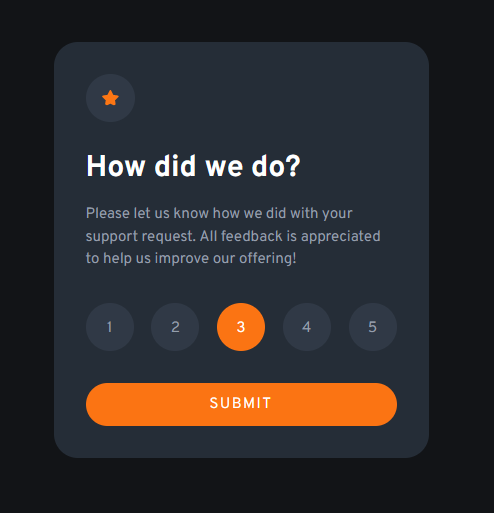 How did we do?
Please let us know how we did with your
support request. All feedback is appreciated
to help us improve our offering!
1 2 3 4 5
SUBMIT